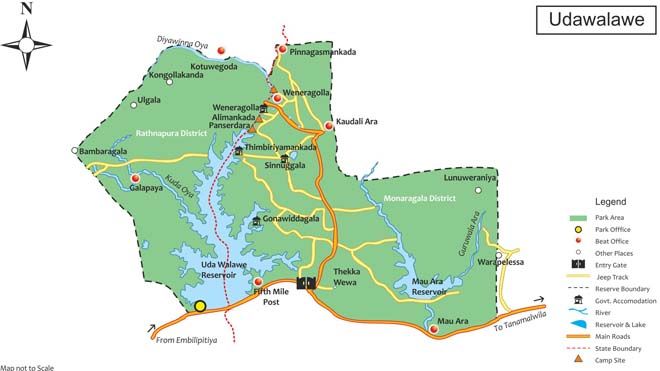 N
Udawalawe
Diyawinna Oya
Pinnagasmankada
Kotuwegoda
Kongollakanda
Weneragolla
Ulgala
Weneragolla
Alimankada
Panserdara
Kaudali Ara
Rathnapura District
Thimbiriyamankada
Bambaragala
Sinnuggala
Galapaya
Kuda Oya
Lunuweraniya
Monaragala District
Gonawiddagala
Guruwala Ara
Legend
Park Area
Park Offfice
Beat Office
Other Places
Entry Gate
Jeep Track
Reserve Boundary
Govt. Accomodation
River
Reservoir & Lake
Main Roads
State Boundary
Camp Site
Warapelessa
Uda Walawe
Reservoir
Thekka
Wewa
Mau Ara
Reservoir
Fifth Mile
Post
Mau Ara
To Tanamalwila
From Embilipitiya
Map not to Scale